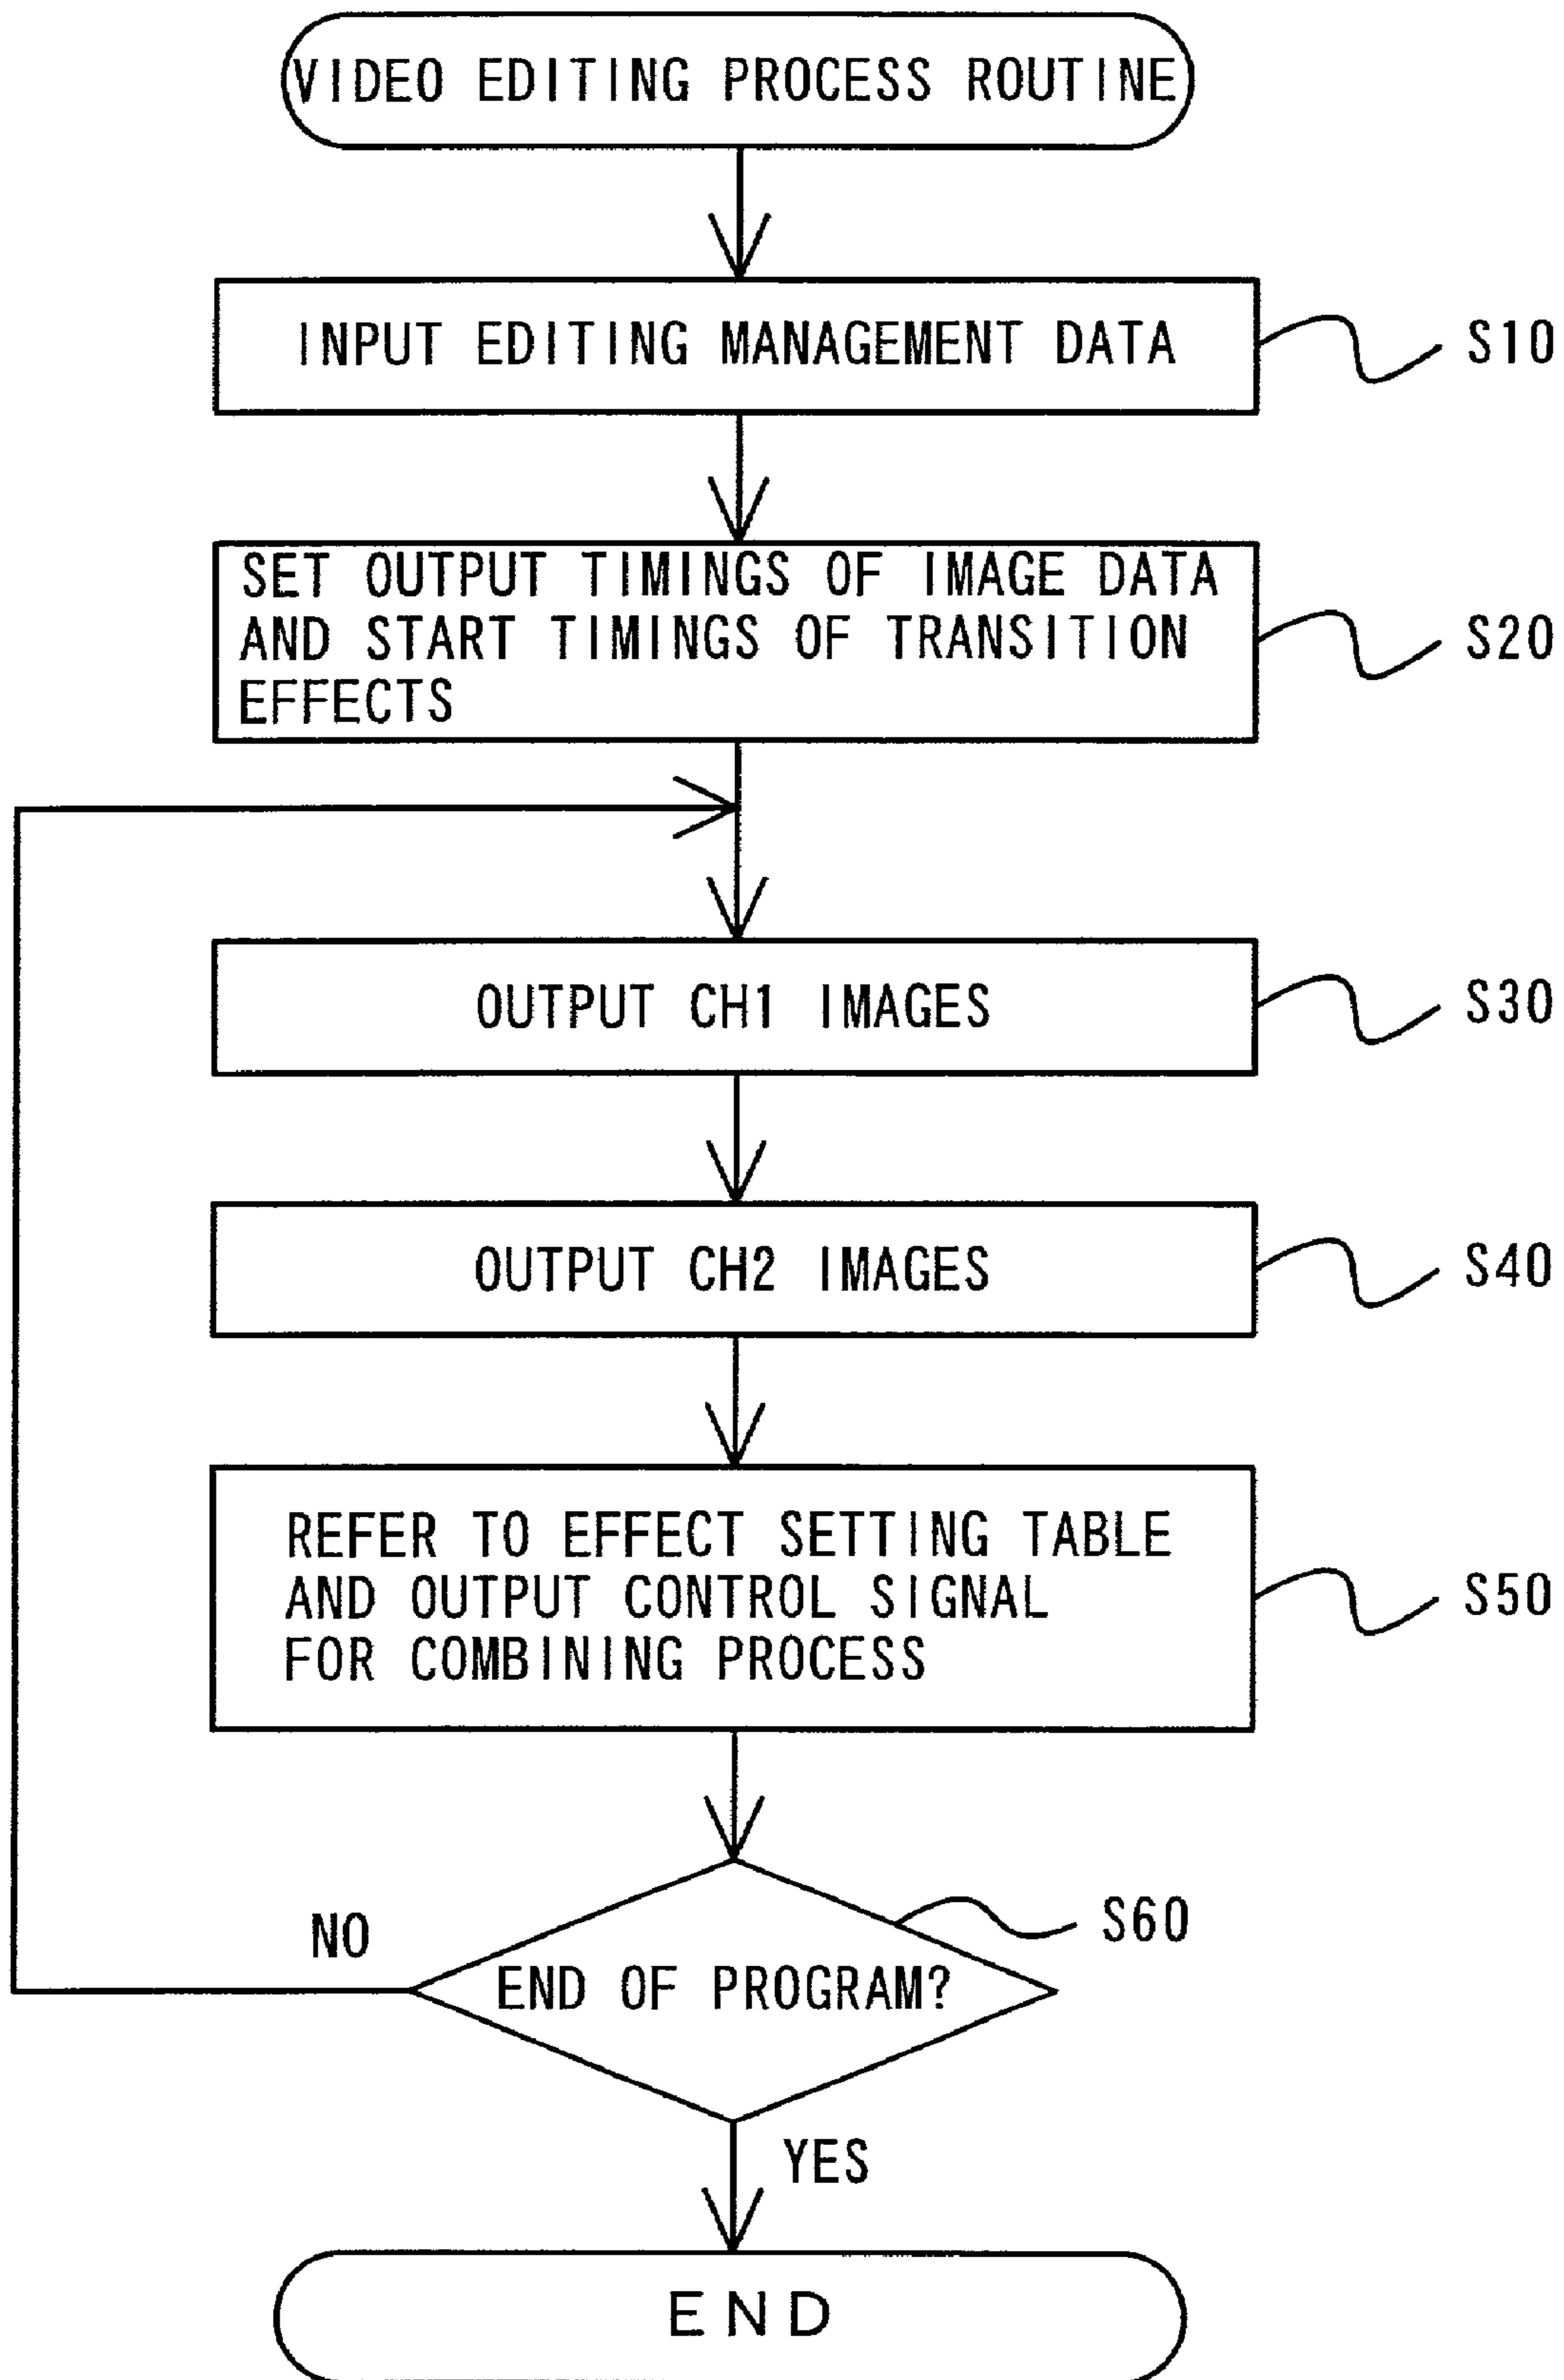 VIDEO EDITING PROCESS ROUTINE
INPUT EDITING MANAGEMENT DATA
S10
SET OUTPUT TIMINGS OF IMAGE DATA
AND START TIMINGS OF TRANSITION
EFFECTS
S20
OUTPUT CH1 IMAGES
S30
OUTPUT CH2 IMAGES
S40
REFER TO EFFECT SETTING TABLE
AND OUTPUT CONTROL SIGNAL
FOR COMBINING PROCESS
S50
NO
S60
END OF PROGRAM?
YES
END